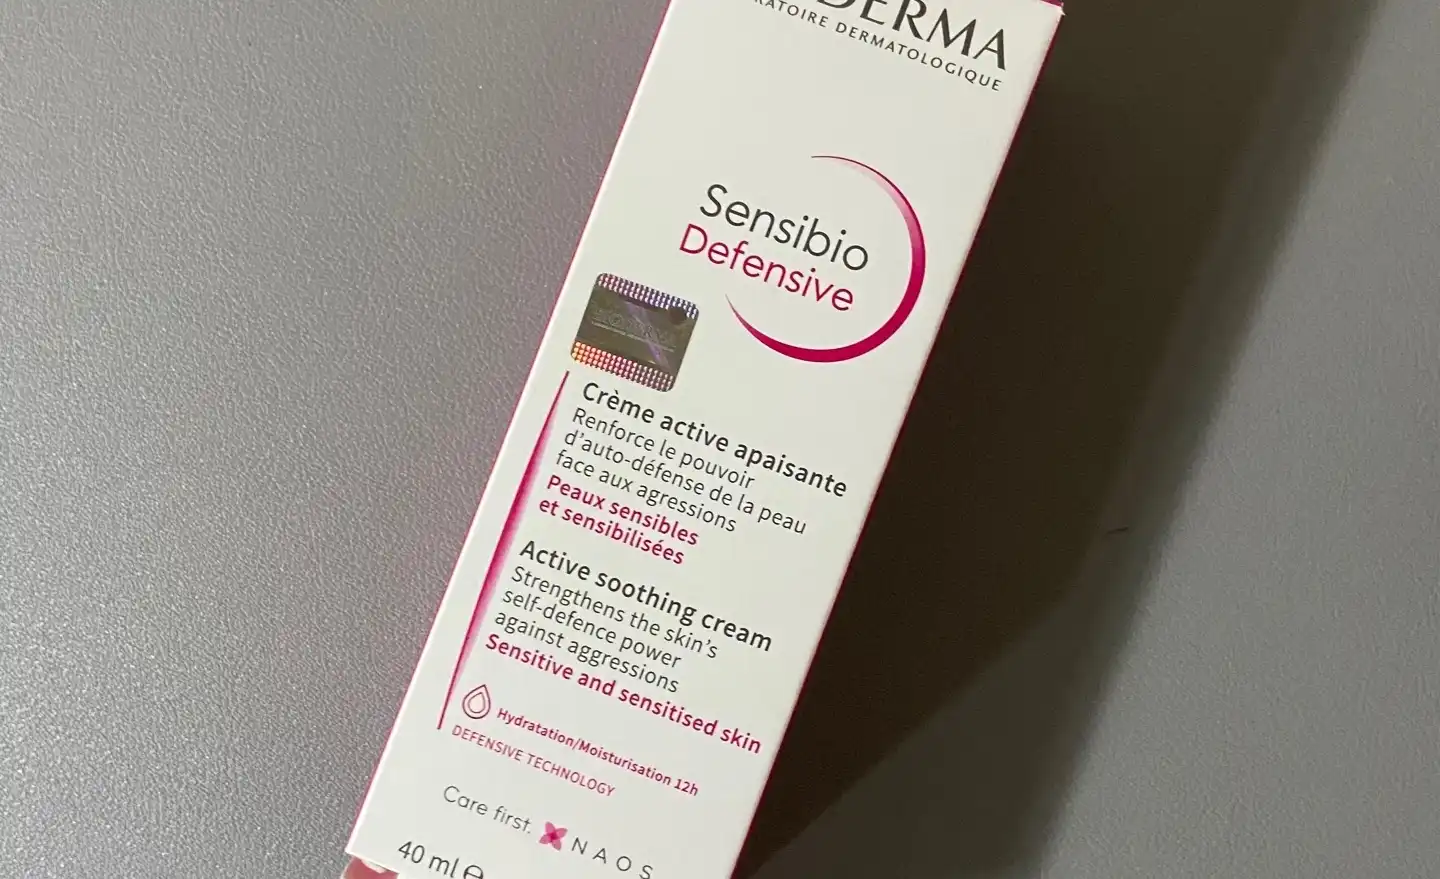 DERMA
RATOIRE DERMATOLOGIQUE
Sensibio
Defensive
Crème active apaisante
Renforce le pouvoir
d'auto-défense de la peau
face aux agressions
Peaux sensibles
et sensibilisées
Active soothing cream
Strengthens the skin's
self-defence power
against aggressions
Sensitive and sensitised skin
Hydratation/Moisturisation 12h
DEFENSIVE TECHNOLOGY
Care first. NAOS
40 ml ℮